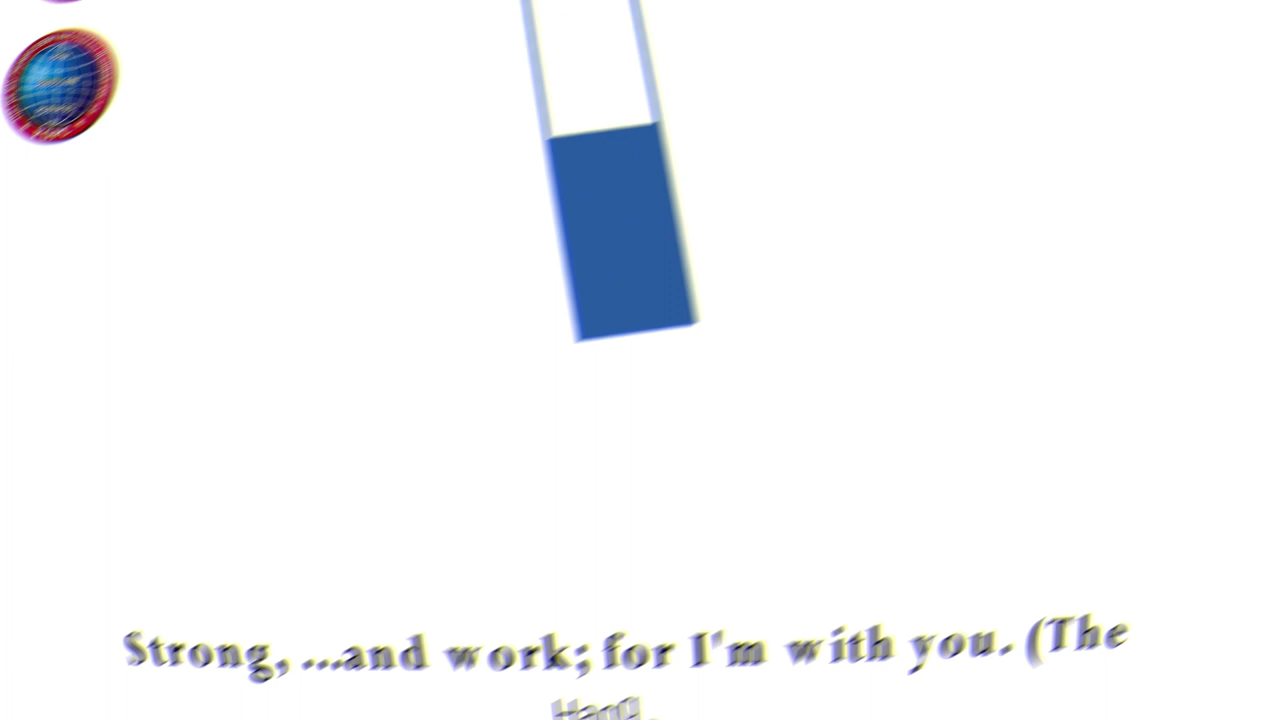 Strong, ...and work; for I'm with you. (The